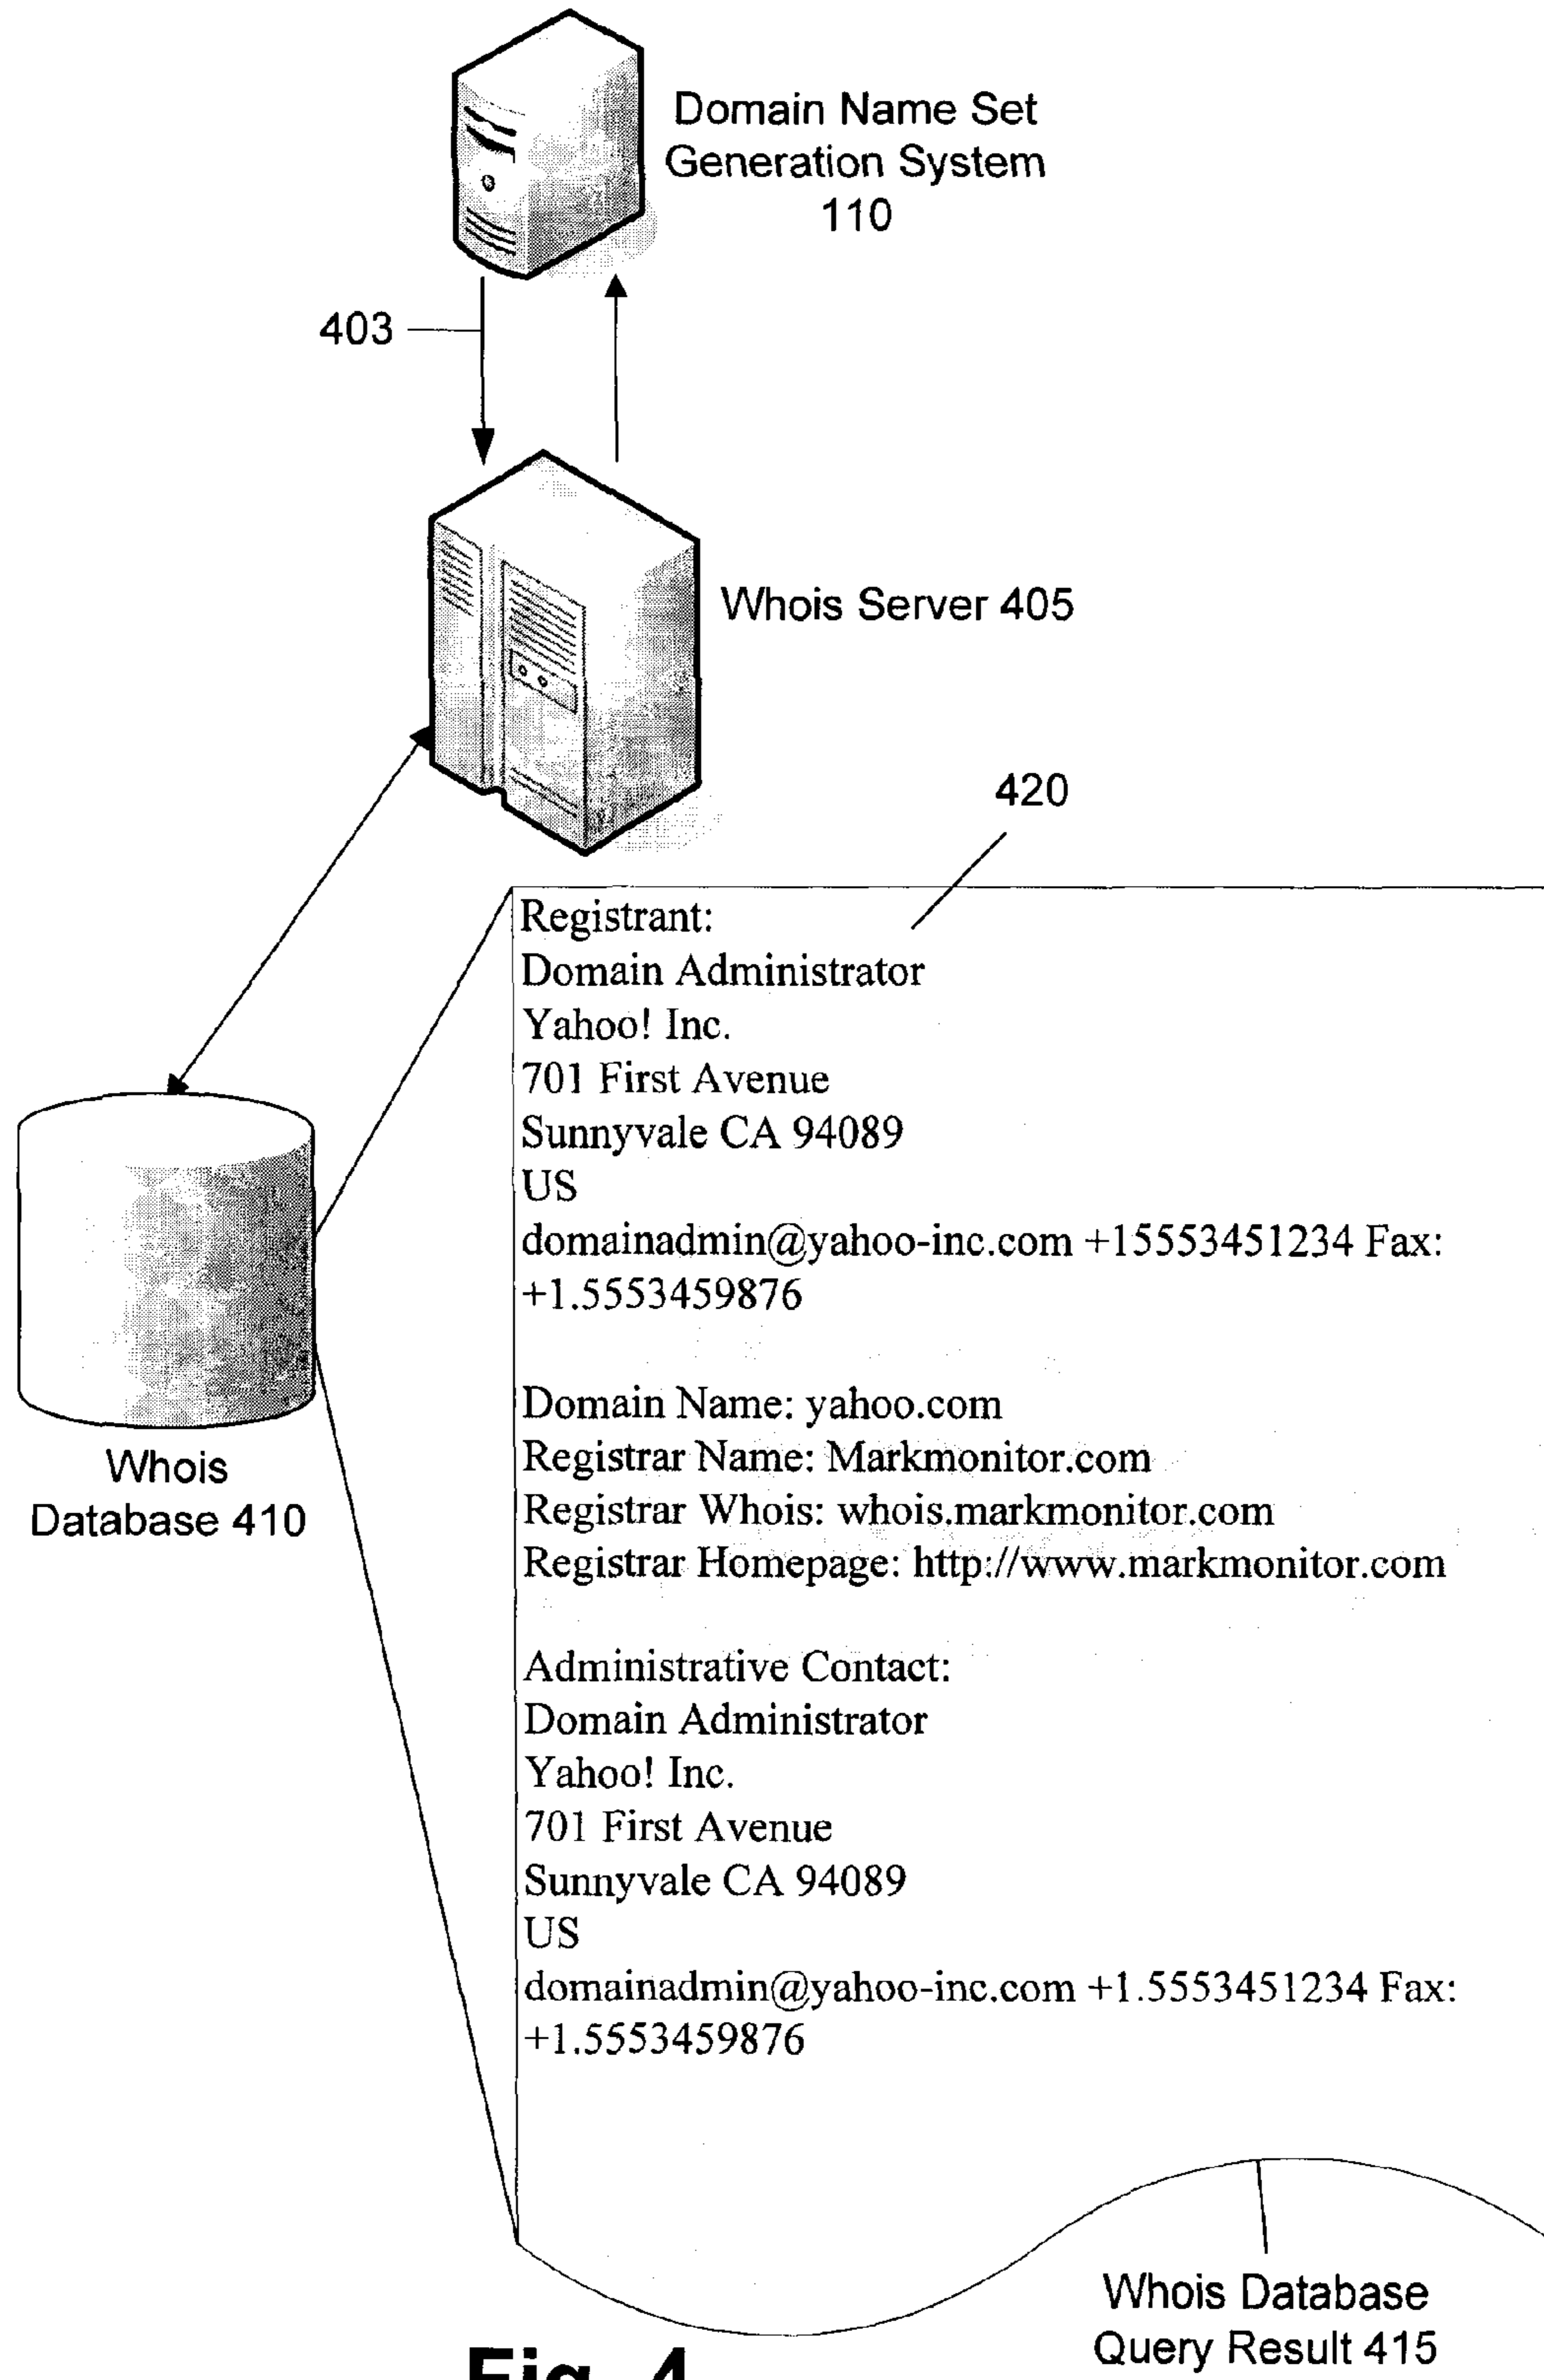 Domain Name Set
Generation System
110
403
Whois Server 405
420
Registrant:
Domain Administrator
Yahoo! Inc.
701 First Avenue
Sunnyvale CA 94089
US
domainadmin@yahoo-inc.com +15553451234 Fax:
+1.5553459876
Domain Name: yahoo.com
Registrar Name: Markmonitor.com
Registrar Whois: whois.markmonitor.com
Registrar Homepage: http://www.markmonitor.com
Administrative Contact:
Domain Administrator
Yahoo! Inc.
701 First Avenue
Sunnyvale CA 94089
US
domainadmin@yahoo-inc.com +1.5553451234 Fax:
+1.5553459876
Whois
Database 410
Whois Database
Query Result 415
Fig. 4